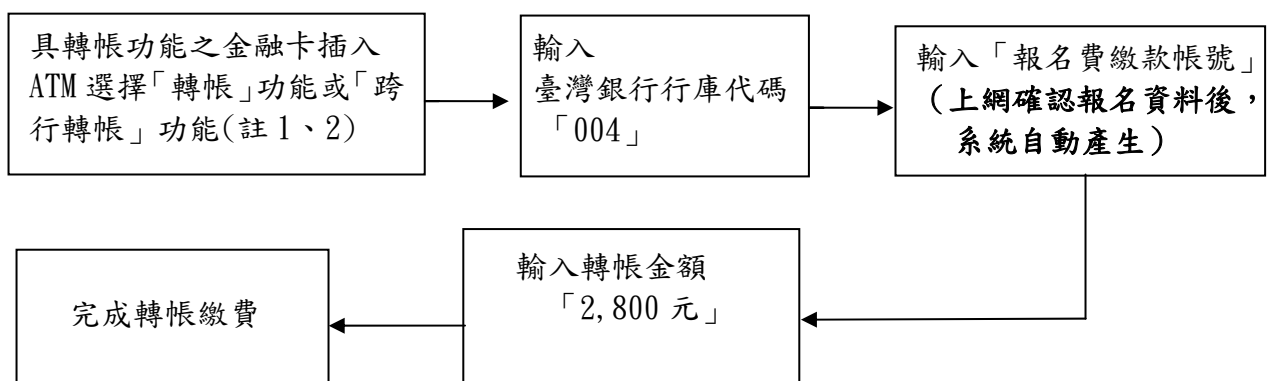 具轉帳功能之金融卡插入
ATM 選擇「轉帳」功能或「跨
行轉帳」功能(註 1、2)
輸入
臺灣銀行行庫代碼
「004」
輸入「報名費繳款帳號」
（上網確認報名資料後，
系統自動產生）
輸入轉帳金額
「2,800 元」
完成轉帳繳費